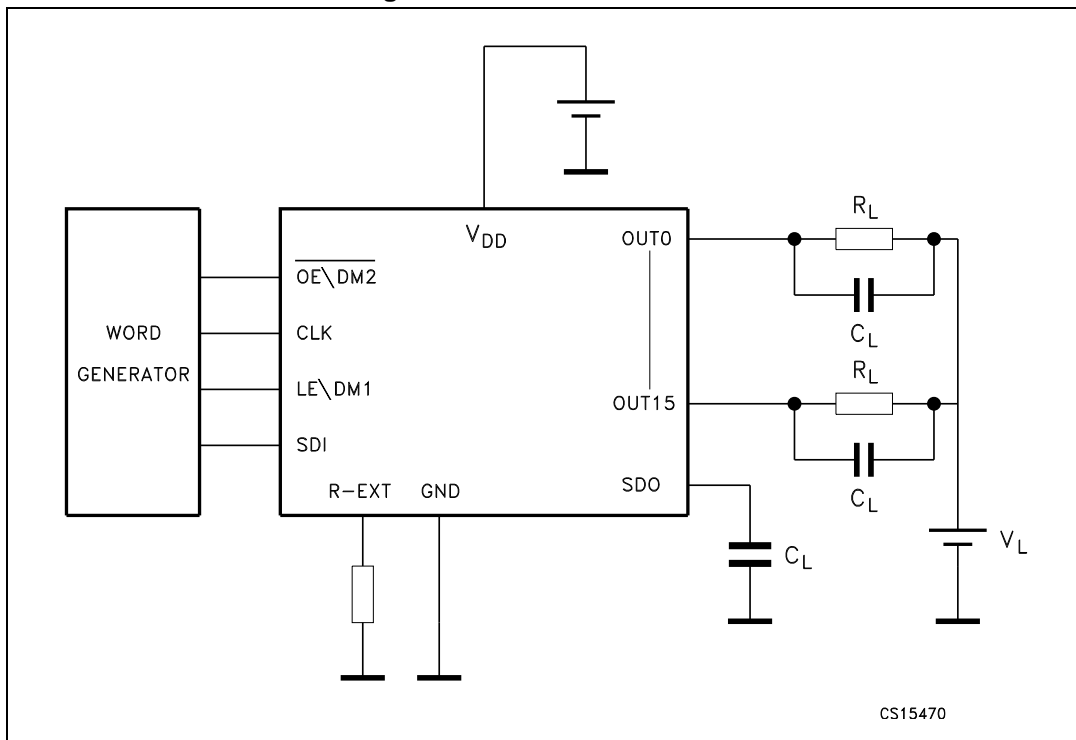 V_DD
OUT0
R_L
OE\DM2
WORD
GENERATOR
CLK
C_L
R_L
LE\DM1
OUT15
SDI
SDO
C_L
R-EXT
GND
V_L
C_L
CS15470